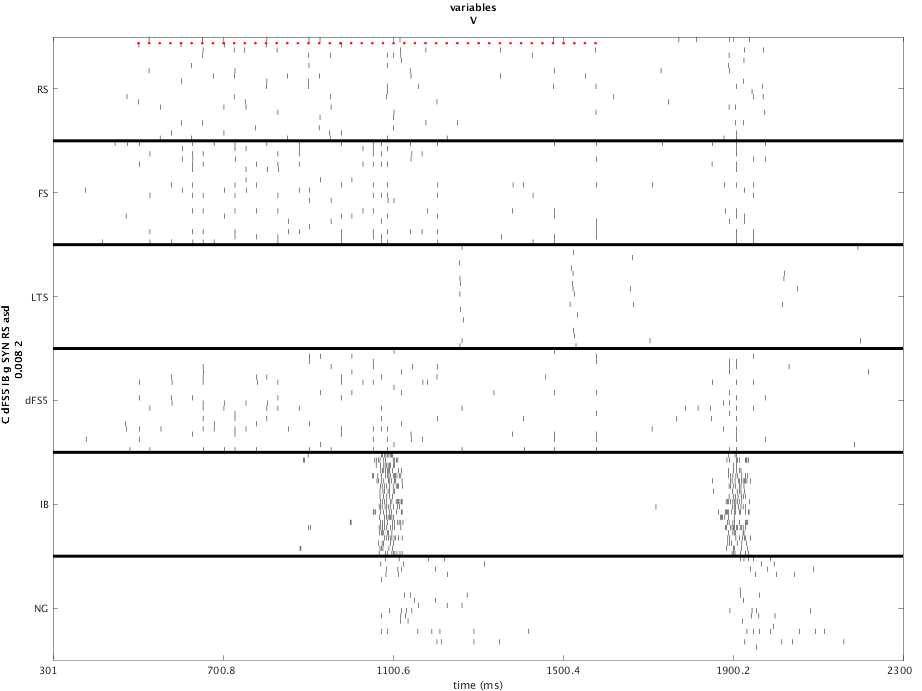 variables
V
RS
FS
LTS
dFS5
IB
NG
C dFS5 IB g SYN RS asd
0.008 2
301
700.8
1100.6
1500.4
1900.2
2300
time (ms)